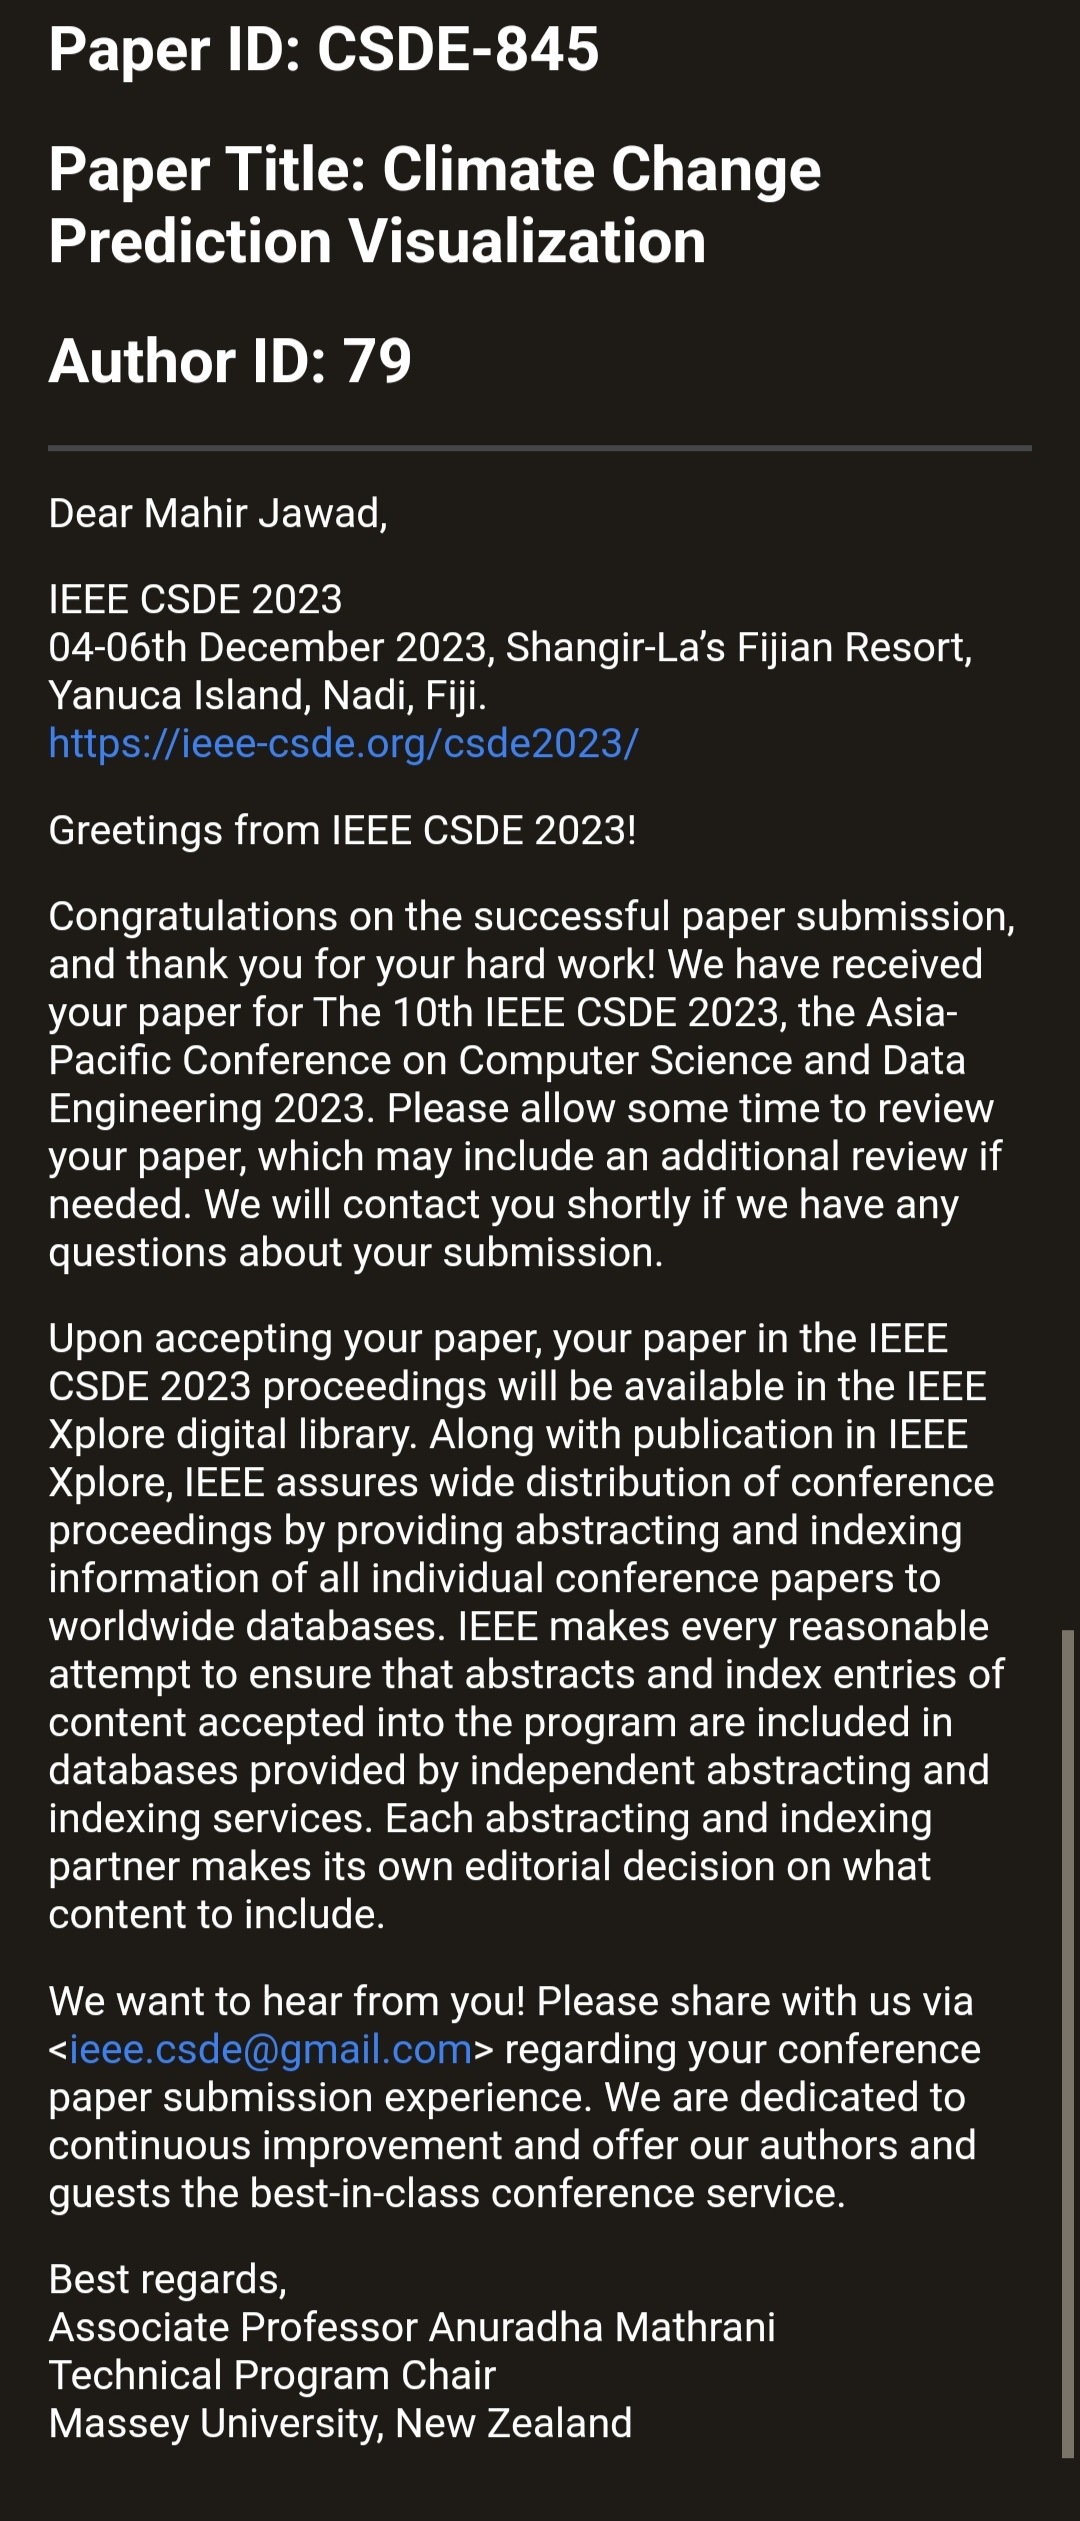 Paper ID: CSDE-845
Paper Title: Climate Change
Prediction Visualization
Author ID: 79
Dear Mahir Jawad,
IEEE CSDE 2023
04-06th December 2023, Shangir-La’s Fijian Resort,
Yanuca Island, Nadi, Fiji.
https://ieee-csde.org/csde2023/
Greetings from IEEE CSDE 2023!
Congratulations on the successful paper submission,
and thank you for your hard work! We have received
your paper for The 10th IEEE CSDE 2023, the Asia-
Pacific Conference on Computer Science and Data
Engineering 2023. Please allow some time to review
your paper, which may include an additional review if
needed. We will contact you shortly if we have any
questions about your submission.
Upon accepting your paper, your paper in the IEEE
CSDE 2023 proceedings will be available in the IEEE
Xplore digital library. Along with publication in IEEE
Xplore, IEEE assures wide distribution of conference
proceedings by providing abstracting and indexing
information of all individual conference papers to
worldwide databases. IEEE makes every reasonable
attempt to ensure that abstracts and index entries of
content accepted into the program are included in
databases provided by independent abstracting and
indexing services. Each abstracting and indexing
partner makes its own editorial decision on what
content to include.
We want to hear from you! Please share with us via
<ieee.csde@gmail.com> regarding your conference
paper submission experience. We are dedicated to
continuous improvement and offer our authors and
guests the best-in-class conference service.
Best regards,
Associate Professor Anuradha Mathrani
Technical Program Chair
Massey University, New Zealand